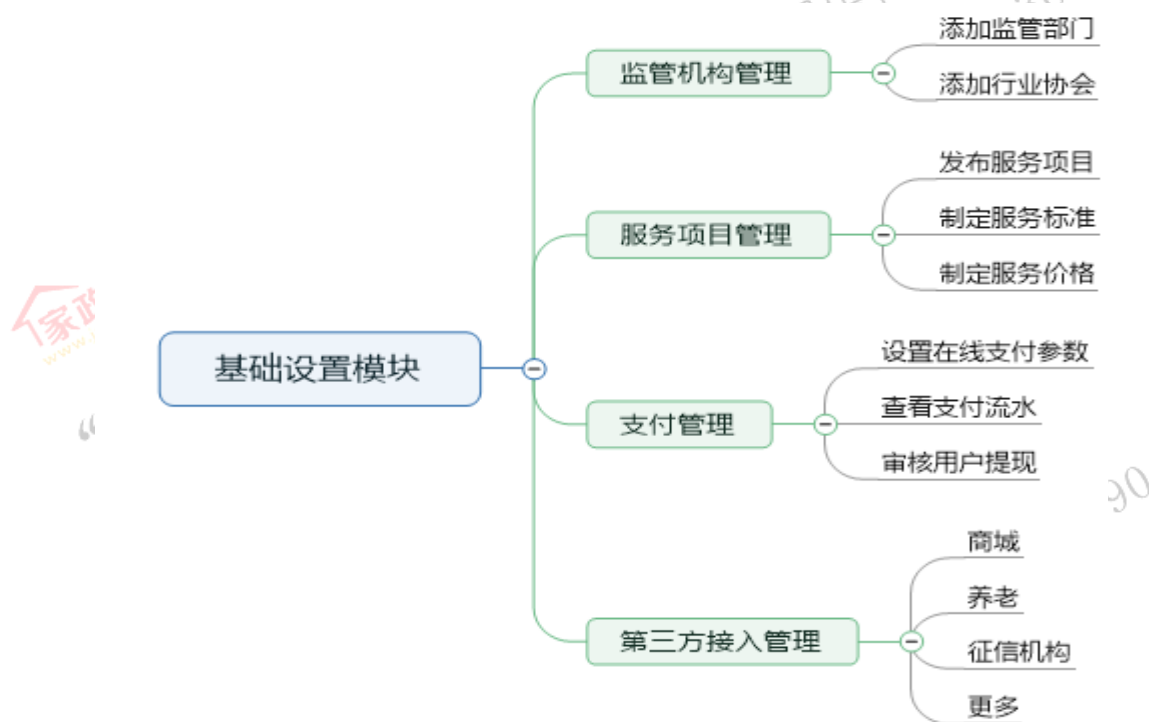 添加监管部门
监管机构管理
添加行业协会
发布服务项目
制定服务标准
服务项目管理
制定服务价格
基础设置模块
设置在线支付参数
查看支付流水
支付管理
审核用户提现
商城
养老
第三方接入管理
征信机构
更多
家政
www.
90